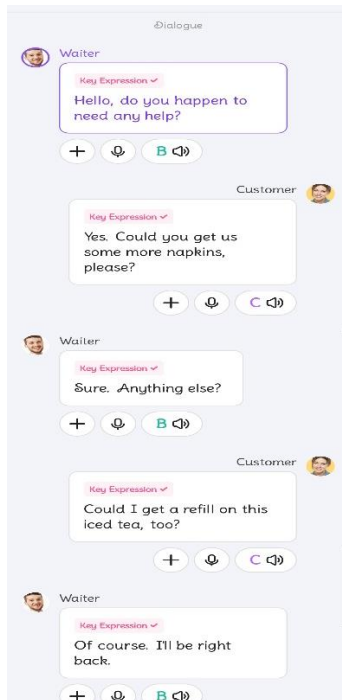 Dialogue
Waiter
Key Expression
Hello, do you happen to
need any help?
B
Customer
Key Expression
Yes. Could you get us
some more napkins,
please?
C
Waiter
Key Expression
Sure. Anything else?
B
Customer
Key Expression
Could I get a refill on this
iced tea, too?
C
Waiter
Key Expression
Of course. I'll be right
back.
B